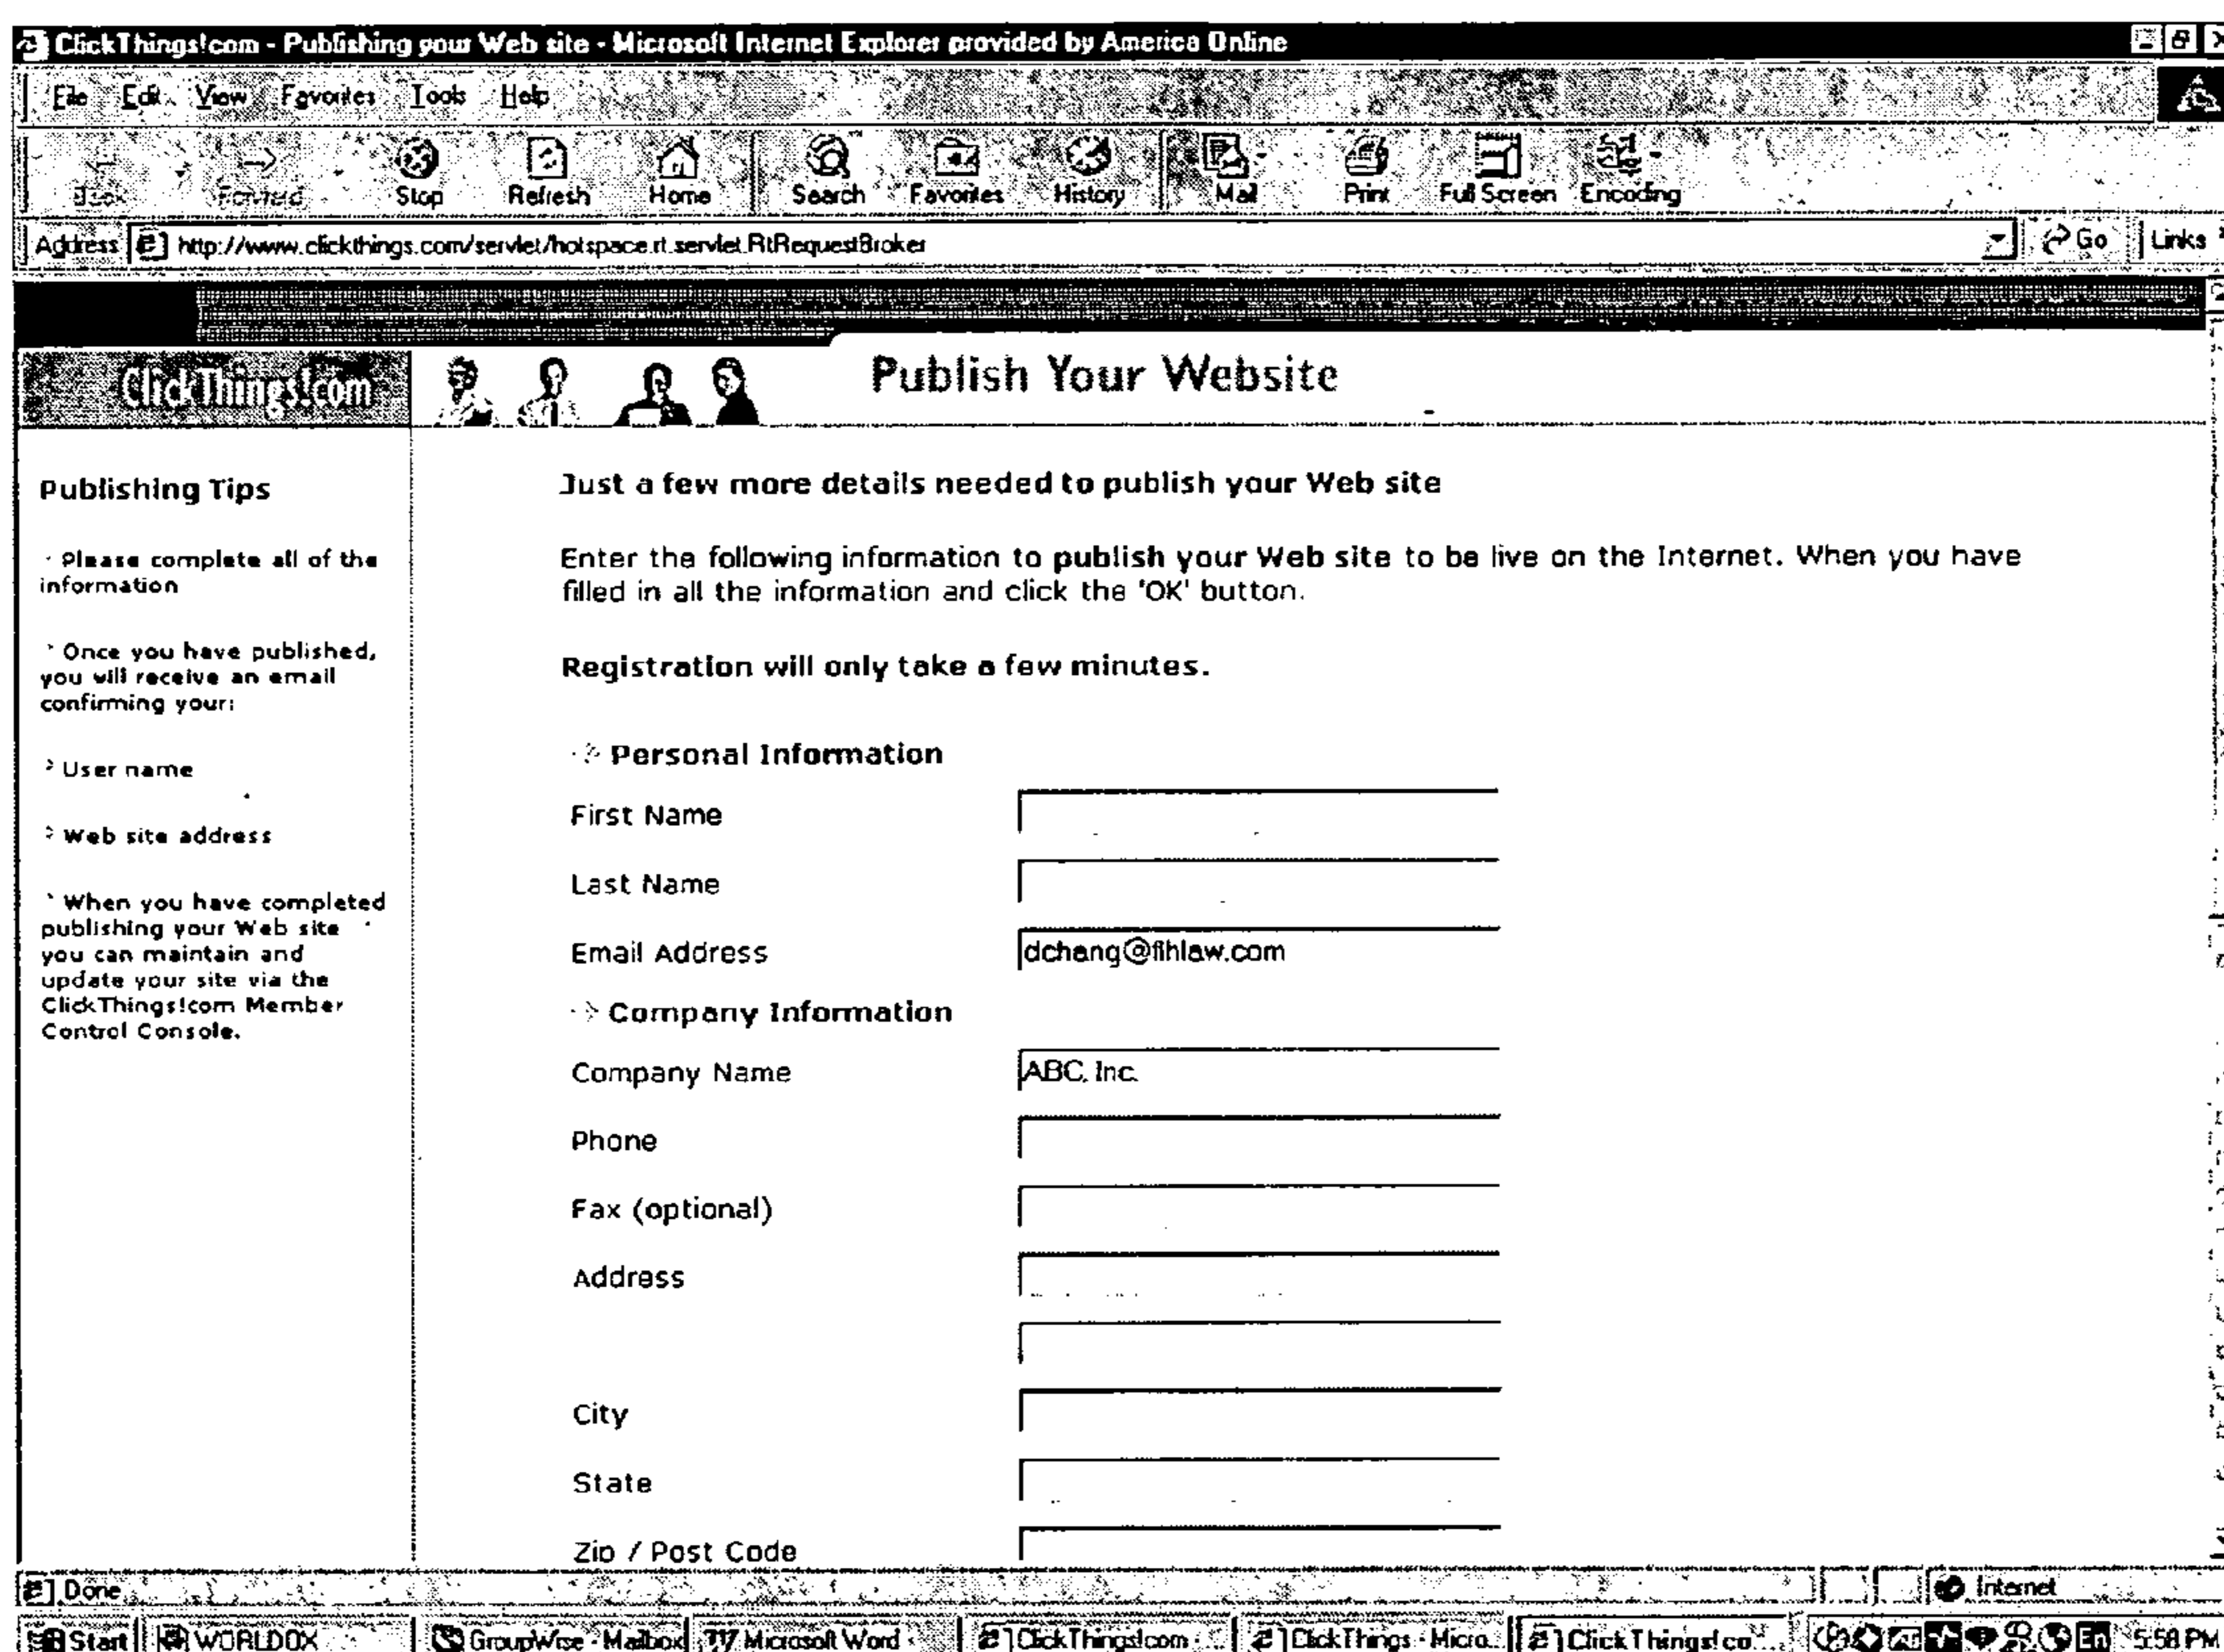 ClickThings!com - Publishing your Web site - Microsoft Internet Explorer provided by America Online
File Edit View Favorites Tools Help
Back Forward Stop Refresh Home Search Favorites History Mail Print Full Screen Encoding
Address http://www.clickthings.com/servlet/hotspace.rt.servlet.RtRequestBroker Go Links
ClickThings!com
Publish Your Website
Publishing Tips
Please complete all of the
information
Once you have published,
you will receive an email
confirming your:
User name
Web site address
When you have completed
publishing your Web site
you can maintain and
update your site via the
ClickThings!com Member
Control Console.
Just a few more details needed to publish your Web site
Enter the following information to publish your Web site to be live on the Internet. When you have
filled in all the information and click the 'OK' button.
Registration will only take a few minutes.
Personal Information
First Name
Last Name
Email Address dchang@fihlaw.com
Company Information
Company Name ABC, Inc.
Phone
Fax (optional)
Address
City
State
Zip / Post Code
Done Internet
Start WORLDOX GroupWise - Mailbox Microsoft Word - ClickThings!com - ... ClickThings - Micro... ClickThings!co... En 5:58 PM